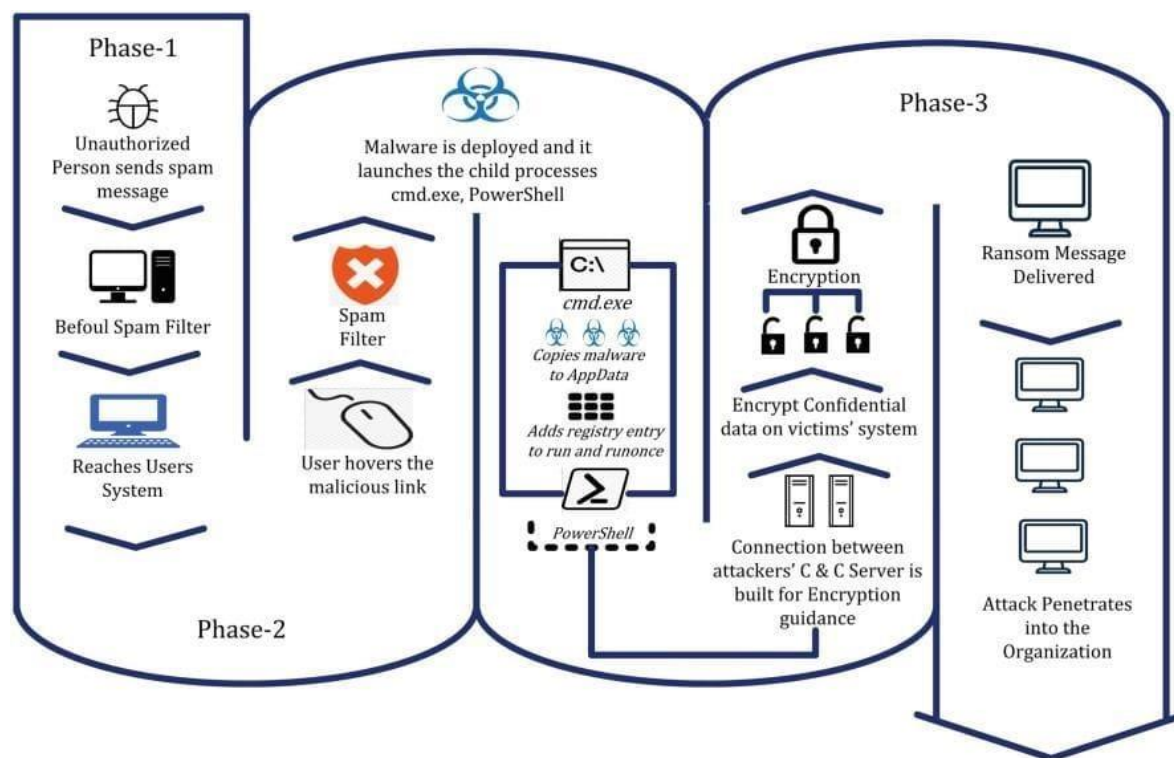 Phase-1
Unauthorized
Person sends spam
message
Befoul Spam Filter
Reaches Users
System
Phase-2
User hovers the
malicious link
Spam
Filter
Malware is deployed and it
launches the child processes
cmd.exe, PowerShell
C:\
cmd.exe
Copies malware
to AppData
Adds registry entry
to run and runonce
PowerShell
Connection between
attackers' C & C Server is
built for Encryption
guidance
Encrypt Confidential
data on victims' system
Encryption
Phase-3
Ransom Message
Delivered
Attack Penetrates
into the
Organization